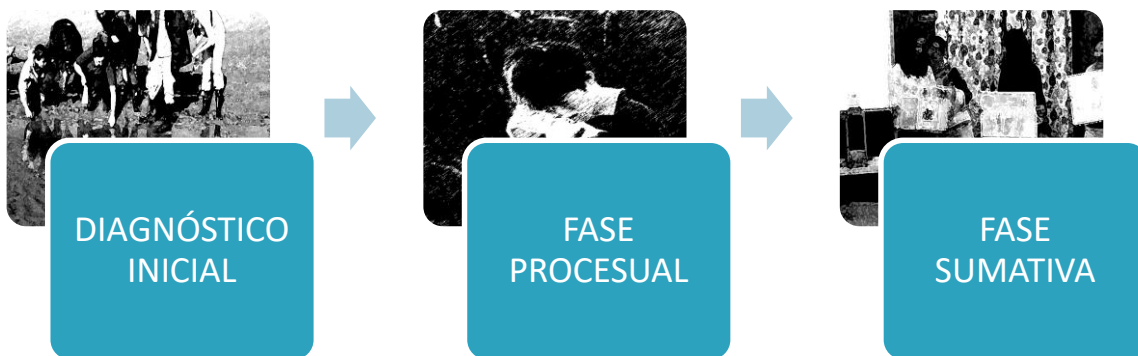 DIAGNÓSTICO
INICIAL
FASE
PROCESUAL
FASE
SUMATIVA